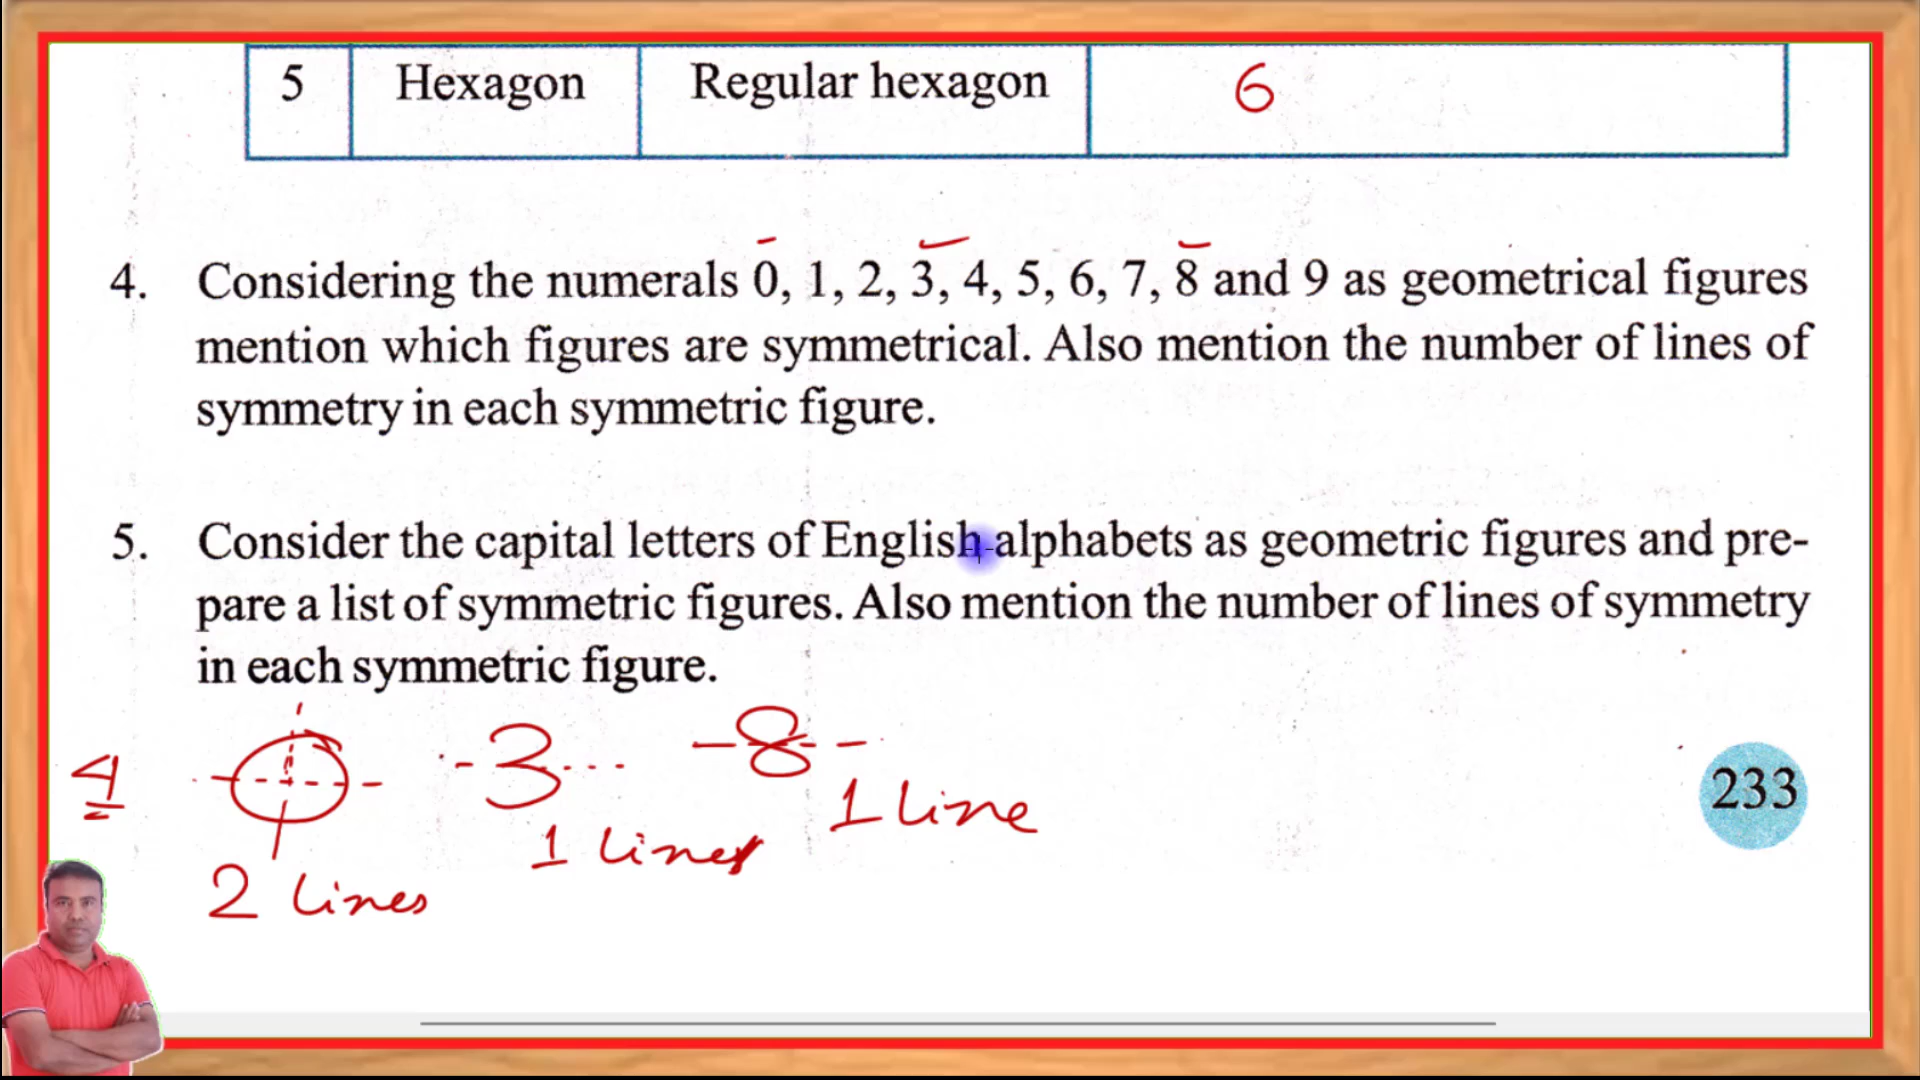 5 Hexagon Regular hexagon 6
4. Considering the numerals 0, 1, 2, 3, 4, 5, 6, 7, 8 and 9 as geometrical figures
mention which figures are symmetrical. Also mention the number of lines of
symmetry in each symmetric figure.
5. Consider the capital letters of English alphabets as geometric figures and pre-
pare a list of symmetric figures. Also mention the number of lines of symmetry
in each symmetric figure.
4 0 3 8
233
1 line
1 line
2 lines